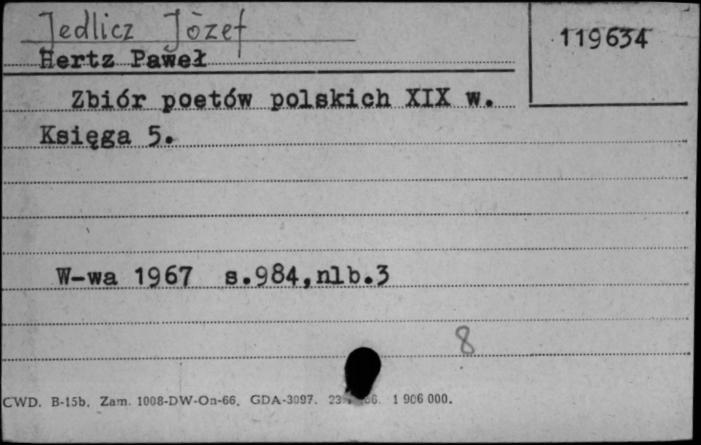 Jedlicz Józef
119634
Hertz Paweł
Zbiór poetów polskich XIX w.
Księga 5.
W-wa 1967 s.984,nlb.3
8
CWD. B-15b. Zam. 1008-DW-On-66. GDA-3097. 1 906 000.